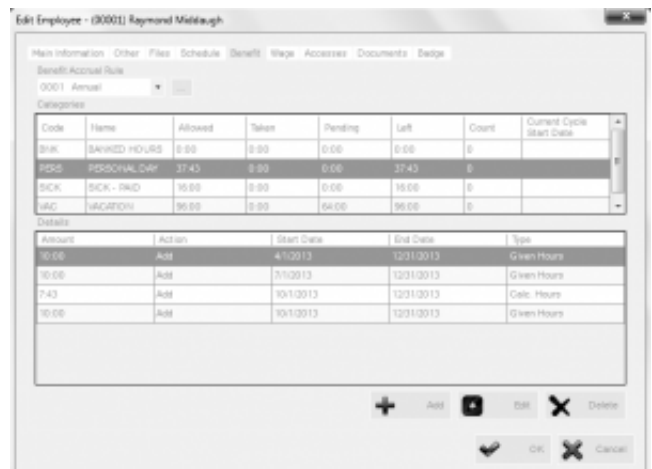 Edit Employee - (00001) Raymond Middaugh
Main Information Other Files Schedule Benefit Wage Accesses Documents Badge
Benefit Accrual Rule
0001 Annual ...
Categories
Code Name Allowed Taken Pending Left Count Current Cycle Start Date
BNK BANKED HOURS 0:00 0:00 0:00 0:00 0
PERS PERSONAL DAY 37:43 0:00 0:00 37:43 0
SICK SICK - PAID 16:00 0:00 0:00 16:00 0
VAC VACATION 96:00 0:00 64:00 96:00 0
Details
Amount Action Start Date End Date Type
10:00 Add 4/1/2013 12/31/2013 Given Hours
10:00 Add 7/1/2013 12/31/2013 Given Hours
7:43 Add 10/1/2013 12/31/2013 Calc. Hours
10:00 Add 10/1/2013 12/31/2013 Given Hours
Add Edit Delete
OK Cancel